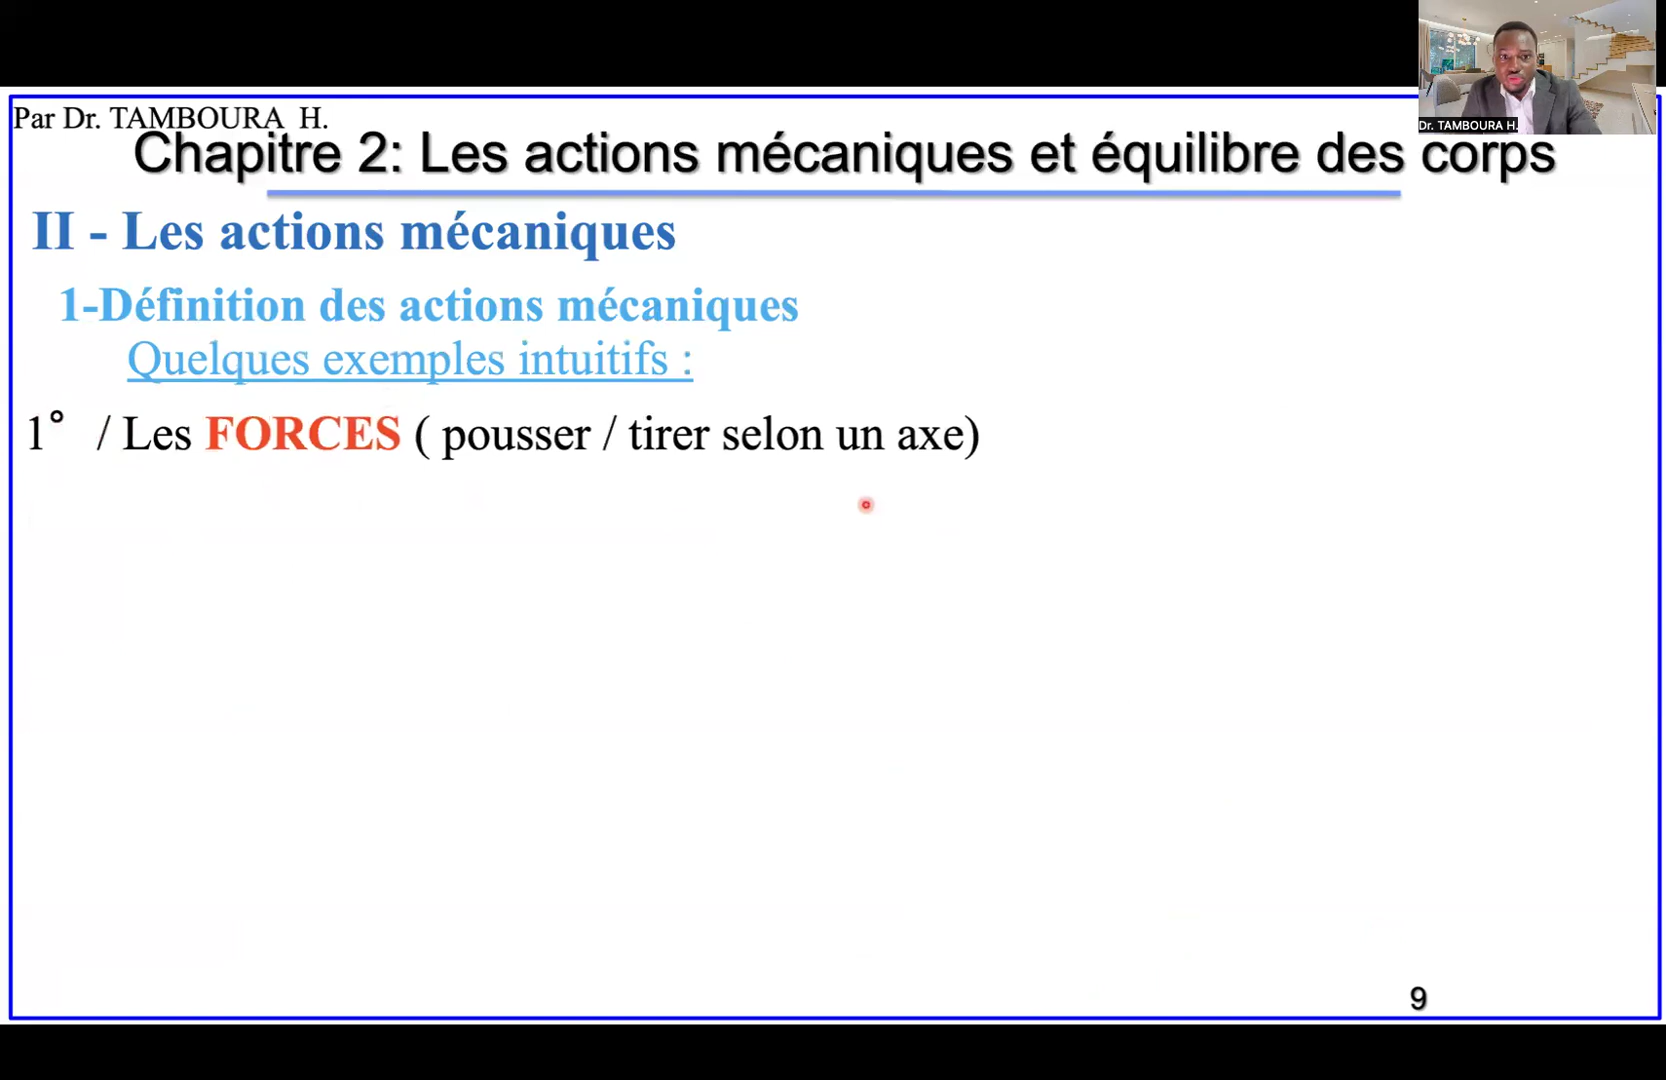 Par Dr. TAMBOURA H.
Dr. TAMBOURA H.
Chapitre 2: Les actions mécaniques et équilibre des corps
II - Les actions mécaniques
1-Définition des actions mécaniques
Quelques exemples intuitifs :
1° / Les FORCES ( pousser / tirer selon un axe)
9